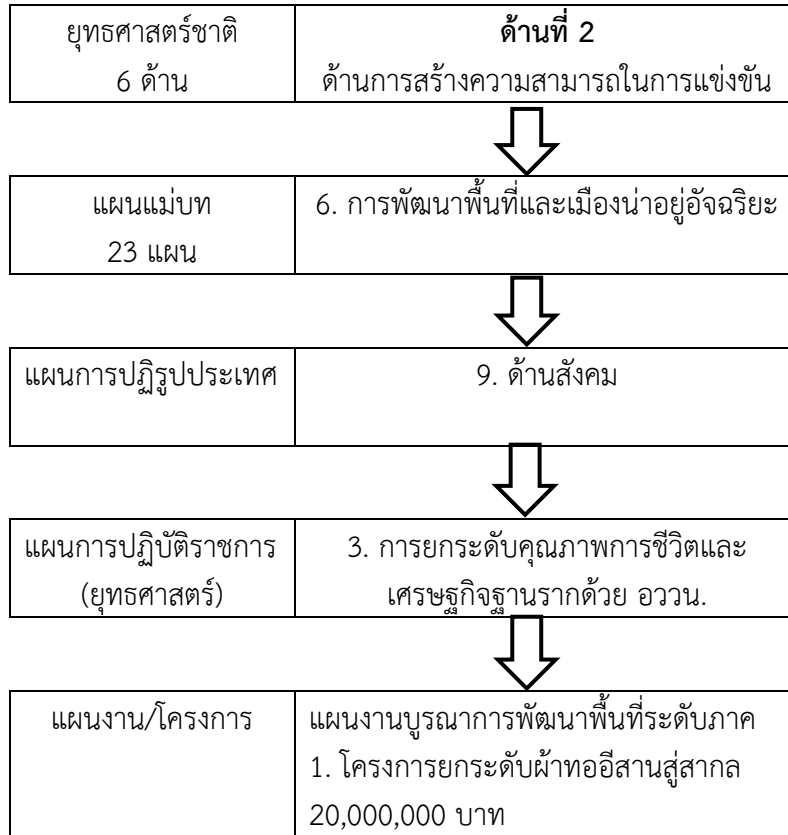 ยุทธศาสตร์ชาติ
6 ด้าน
ด้านที่ 2
ด้านการสร้างความสามารถในการแข่งขัน
แผนแม่บท
23 แผน
6. การพัฒนาพื้นที่และเมืองน่าอยู่อัจฉริยะ
แผนการปฏิรูปประเทศ
9. ด้านสังคม
แผนการปฏิบัติราชการ
(ยุทธศาสตร์)
3. การยกระดับคุณภาพการชีวิตและ
เศรษฐกิจฐานรากด้วย อววน.
แผนงาน/โครงการ
แผนงานบูรณาการพัฒนาพื้นที่ระดับภาค
1. โครงการยกระดับผ้าทออีสานสู่สากล
20,000,000 บาท